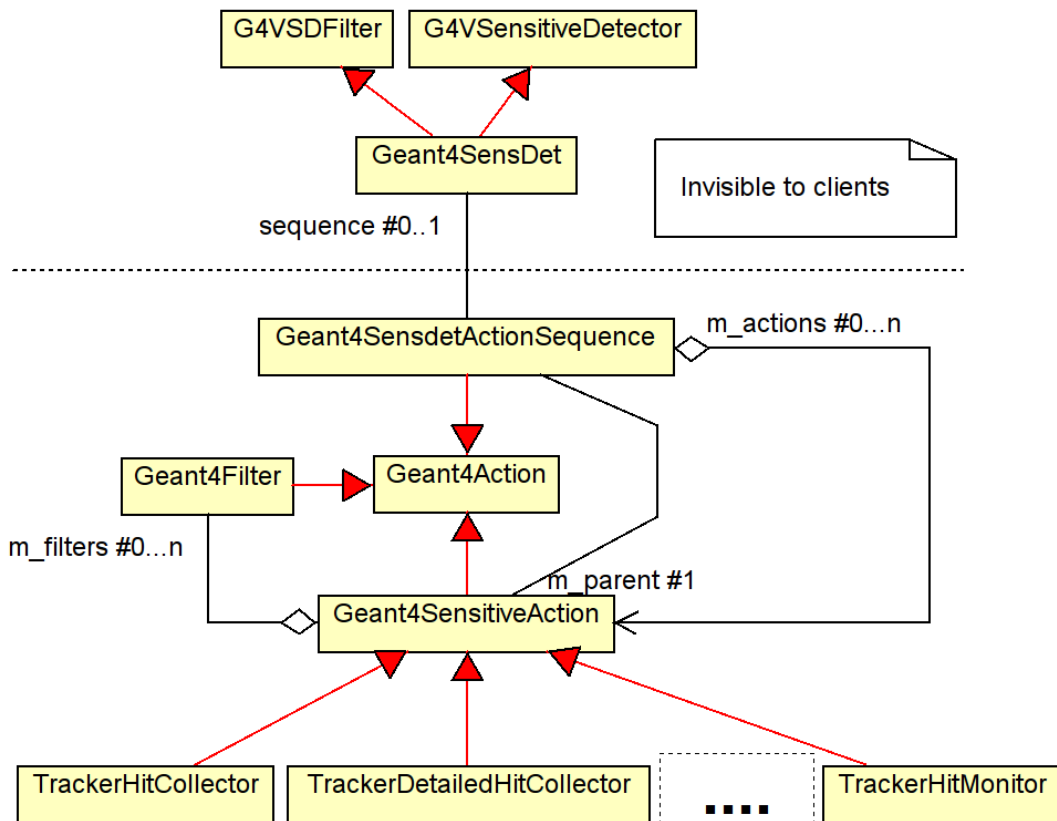 G4VSDFilter
G4VSensitiveDetector
Geant4SensDet
Invisible to clients
sequence #0..1
Geant4SensdetActionSequence
m_actions #0...n
Geant4Filter
Geant4Action
m_filters #0...n
m_parent #1
Geant4SensitiveAction
TrackerHitCollector
TrackerDetailedHitCollector
....
TrackerHitMonitor